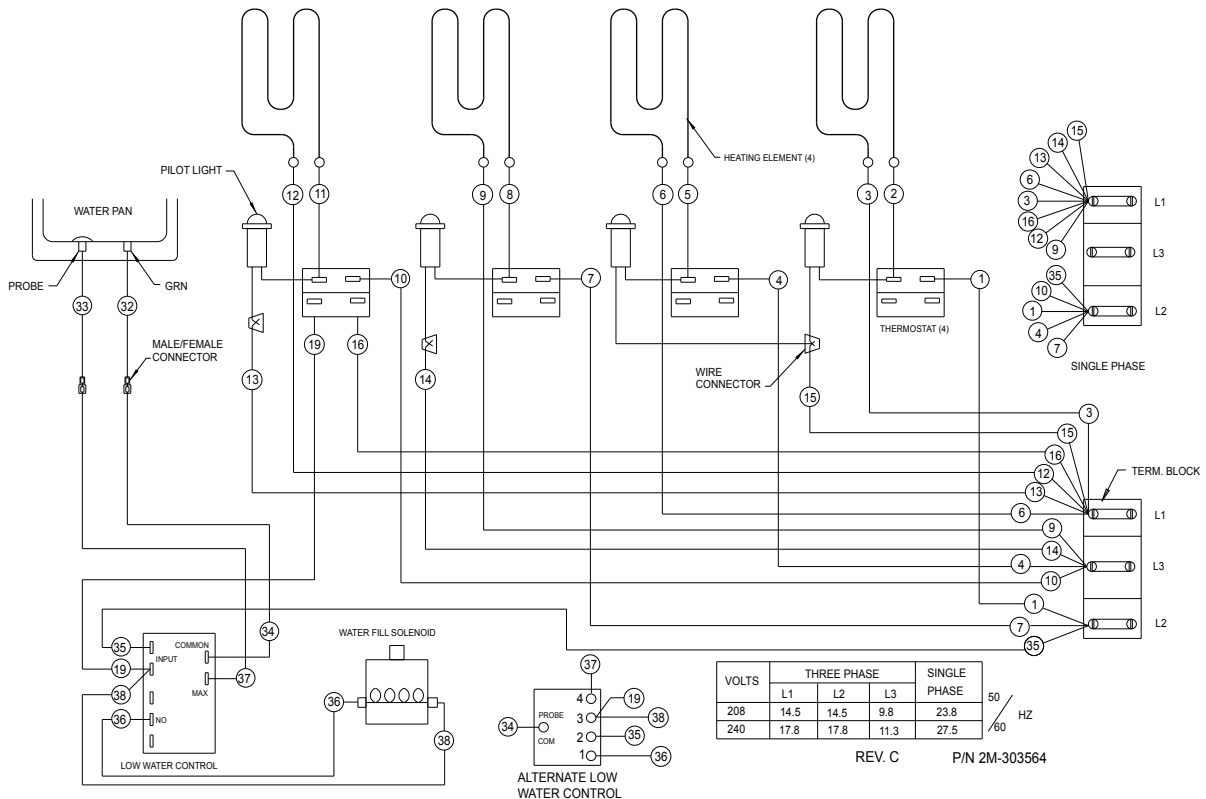 PILOT LIGHT
WATER PAN
PROBE
GRN
33
32
MALE/FEMALE
CONNECTOR
12
11
9
8
6
5
3
2
HEATING ELEMENT (4)
10
7
4
1
THERMOSTAT (4)
19
16
13
14
WIRE
CONNECTOR
15
15
14
13
6
3
16
12
9
L1
L3
35
10
1
4
7
L2
SINGLE PHASE
3
15
16
12
13
6
TERM. BLOCK
L1
9
14
4
10
L3
1
7
35
L2
34
37
35
19
38
36
COMMON
INPUT
MAX
NO
LOW WATER CONTROL
WATER FILL SOLENOID
36
38
37
4
19
3
38
34
PROBE
COM
2
35
1
36
ALTERNATE LOW
WATER CONTROL
VOLTS THREE PHASE SINGLE
PHASE
L1 L2 L3
208 14.5 14.5 9.8 23.8
240 17.8 17.8 11.3 27.5
50/60 HZ
REV. C P/N 2M-303564